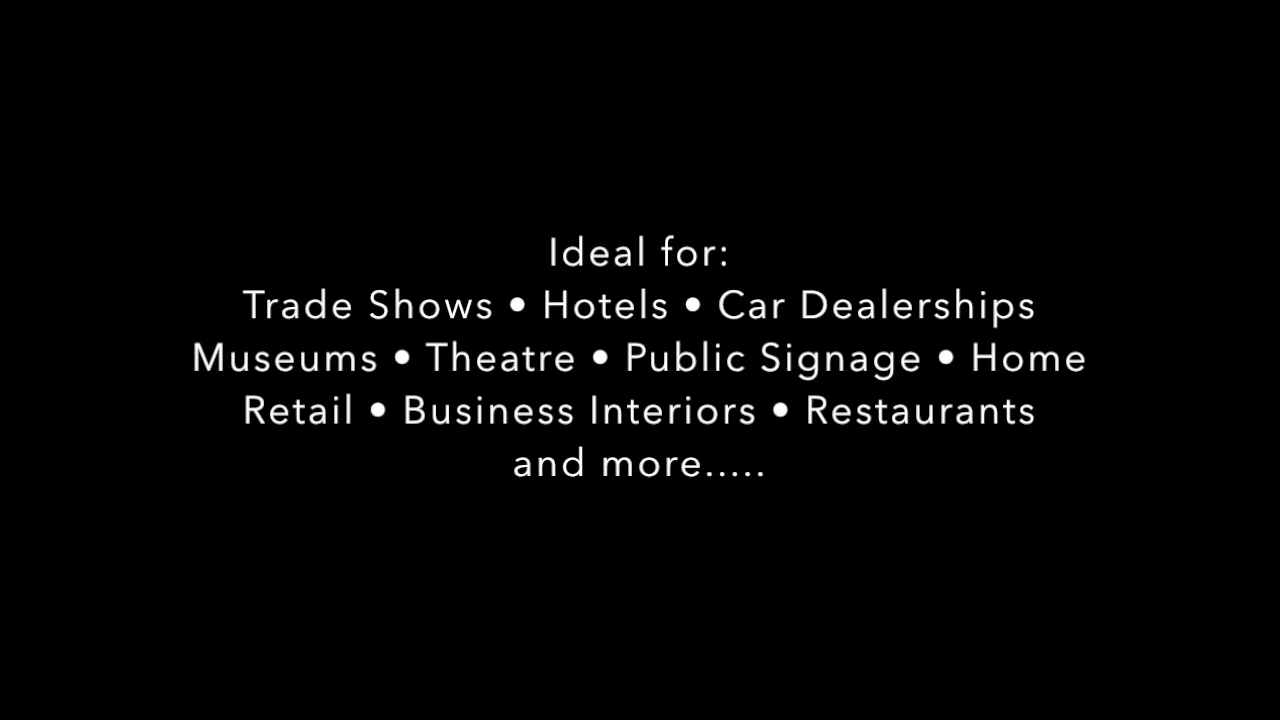 Ideal for:
Trade Shows • Hotels • Car Dealerships
Museums • Theatre • Public Signage • Home
Retail • Business Interiors • Restaurants
and more.....